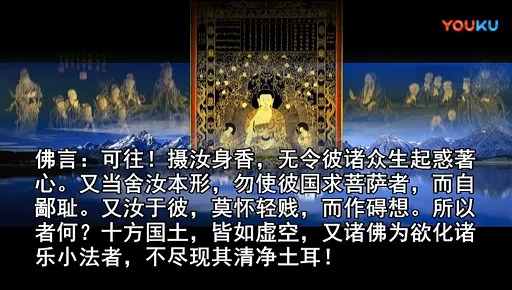 YOUKU
佛言：可往！摄汝身香，无令彼诸众生起惑著
心。又当舍汝本形，勿使彼国求菩萨者，而自
鄙耻。又汝于彼，莫怀轻贱，而作碍想。所以
者何？十方国土，皆如虚空，又诸佛为欲化诸
乐小法者，不尽现其清净土耳！